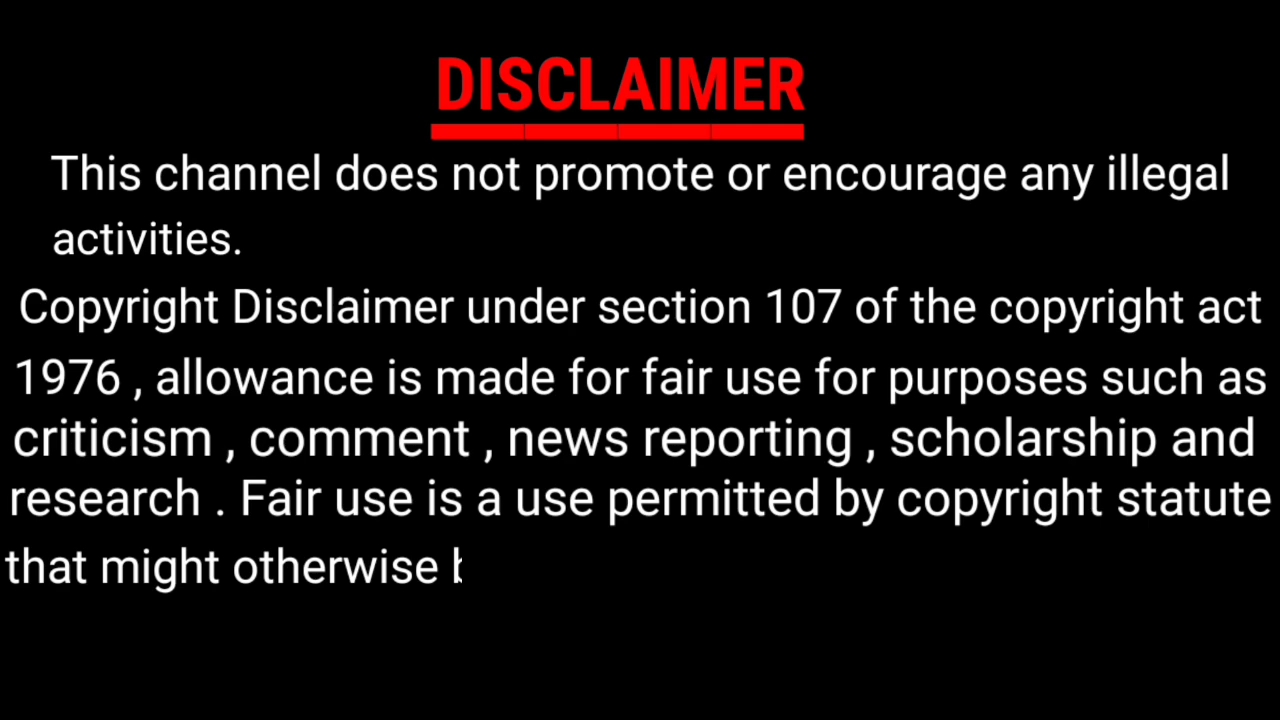 DISCLAIMER
This channel does not promote or encourage any illegal
activities.
Copyright Disclaimer under section 107 of the copyright act
1976 , allowance is made for fair use for purposes such as
criticism , comment , news reporting , scholarship and
research . Fair use is a use permitted by copyright statute
that might otherwise